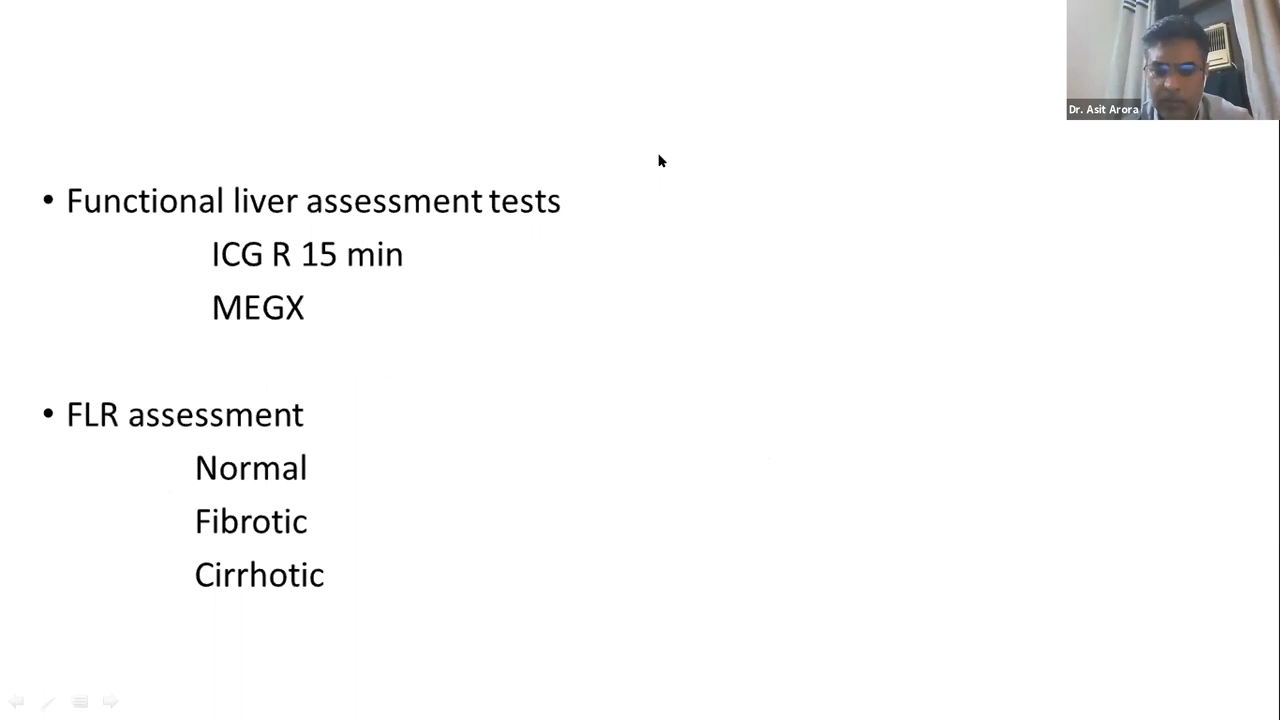 Dr. Asit Arora
• Functional liver assessment tests
ICG R 15 min
MEGX
• FLR assessment
Normal
Fibrotic
Cirrhotic